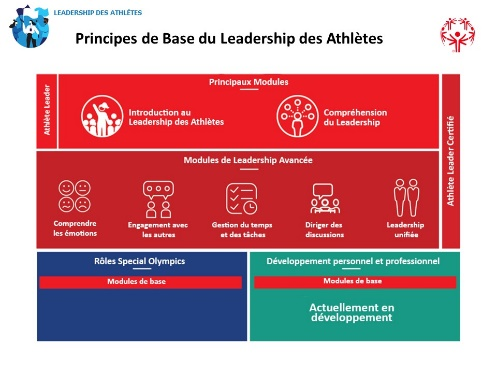 LEADERSHIP DES ATHLÈTES
Principes de Base du Leadership des Athlètes
Athlète Leader
Principaux Modules
Introduction au
Leadership des Athlètes
Compréhension
du Leadership
Athlète Leader Certifié
Modules de Leadership Avancée
Comprendre
les émotions
Engagement avec
les autres
Gestion du temps
et des tâches
Diriger des
discussions
Leadership
unifiée
Rôles Special Olympics
Modules de base
Développement personnel et professionnel
Modules de base
Actuellement en
développement